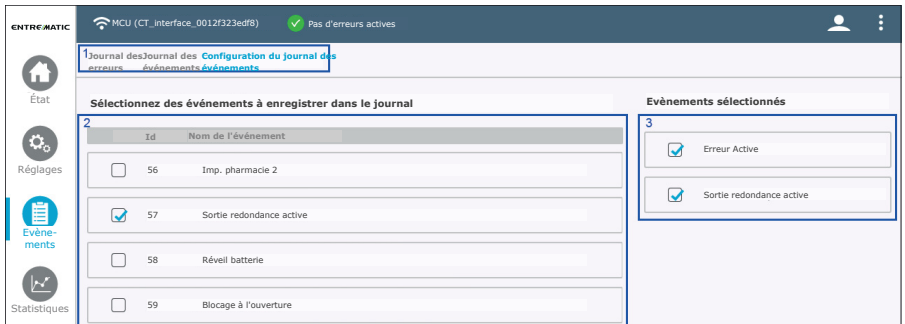 ENTREMATIC
MCU (CT_interface_0012f323edf8)
Pas d'erreurs actives
1
Journal des erreurs
Journal des événements
Configuration du journal des événements
État
Réglages
Evène-
ments
Statistiques
Sélectionnez des événements à enregistrer dans le journal
2
Id Nom de l'événement
56 Imp. pharmacie 2
57 Sortie redondance active
58 Réveil batterie
59 Blocage à l'ouverture
Evènements sélectionnés
3
Erreur Active
Sortie redondance active